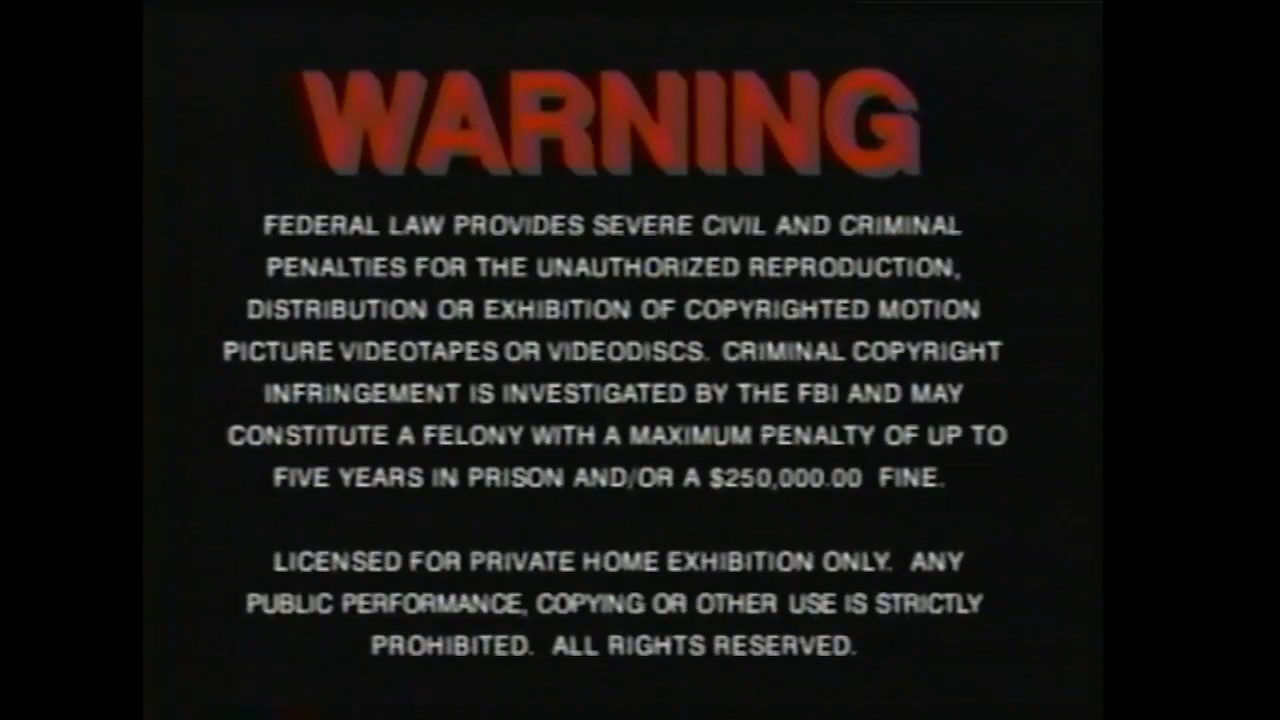 WARNING
FEDERAL LAW PROVIDES SEVERE CIVIL AND CRIMINAL
PENALTIES FOR THE UNAUTHORIZED REPRODUCTION,
DISTRIBUTION OR EXHIBITION OF COPYRIGHTED MOTION
PICTURE VIDEOTAPES OR VIDEODISCS. CRIMINAL COPYRIGHT
INFRINGEMENT IS INVESTIGATED BY THE FBI AND MAY
CONSTITUTE A FELONY WITH A MAXIMUM PENALTY OF UP TO
FIVE YEARS IN PRISON AND/OR A $250,000.00 FINE.
LICENSED FOR PRIVATE HOME EXHIBITION ONLY. ANY
PUBLIC PERFORMANCE, COPYING OR OTHER USE IS STRICTLY
PROHIBITED. ALL RIGHTS RESERVED.